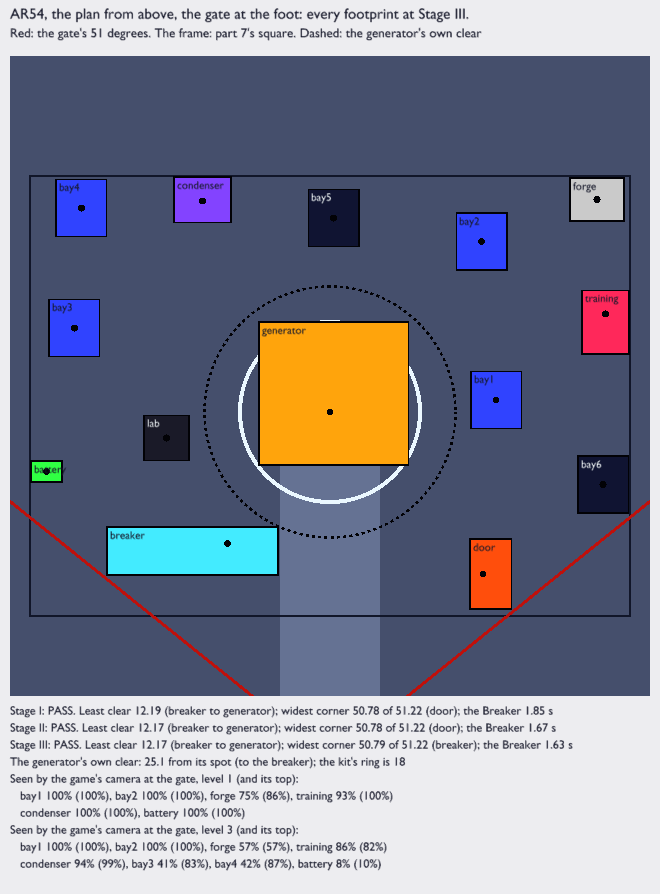 AR54, the plan from above, the gate at the foot: every footprint at Stage III.
Red: the gate's 51 degrees. The frame: part 7's square. Dashed: the generator's own clear
bay4
condenser
bay5
forge
bay2
training
bay3
generator
bay1
lab
battery
bay6
breaker
door
Stage I: PASS. Least clear 12.19 (breaker to generator); widest corner 50.78 of 51.22 (door); the Breaker 1.85 s
Stage II: PASS. Least clear 12.17 (breaker to generator); widest corner 50.78 of 51.22 (door); the Breaker 1.67 s
Stage III: PASS. Least clear 12.17 (breaker to generator); widest corner 50.79 of 51.22 (breaker); the Breaker 1.63 s
The generator's own clear: 25.1 from its spot (to the breaker); the kit's ring is 18
Seen by the game's camera at the gate, level 1 (and its top):
bay1 100% (100%), bay2 100% (100%), forge 75% (86%), training 93% (100%)
condenser 100% (100%), battery 100% (100%)
Seen by the game's camera at the gate, level 3 (and its top):
bay1 100% (100%), bay2 100% (100%), forge 57% (57%), training 86% (82%)
condenser 94% (99%), bay3 41% (83%), bay4 42% (87%), battery 8% (10%)